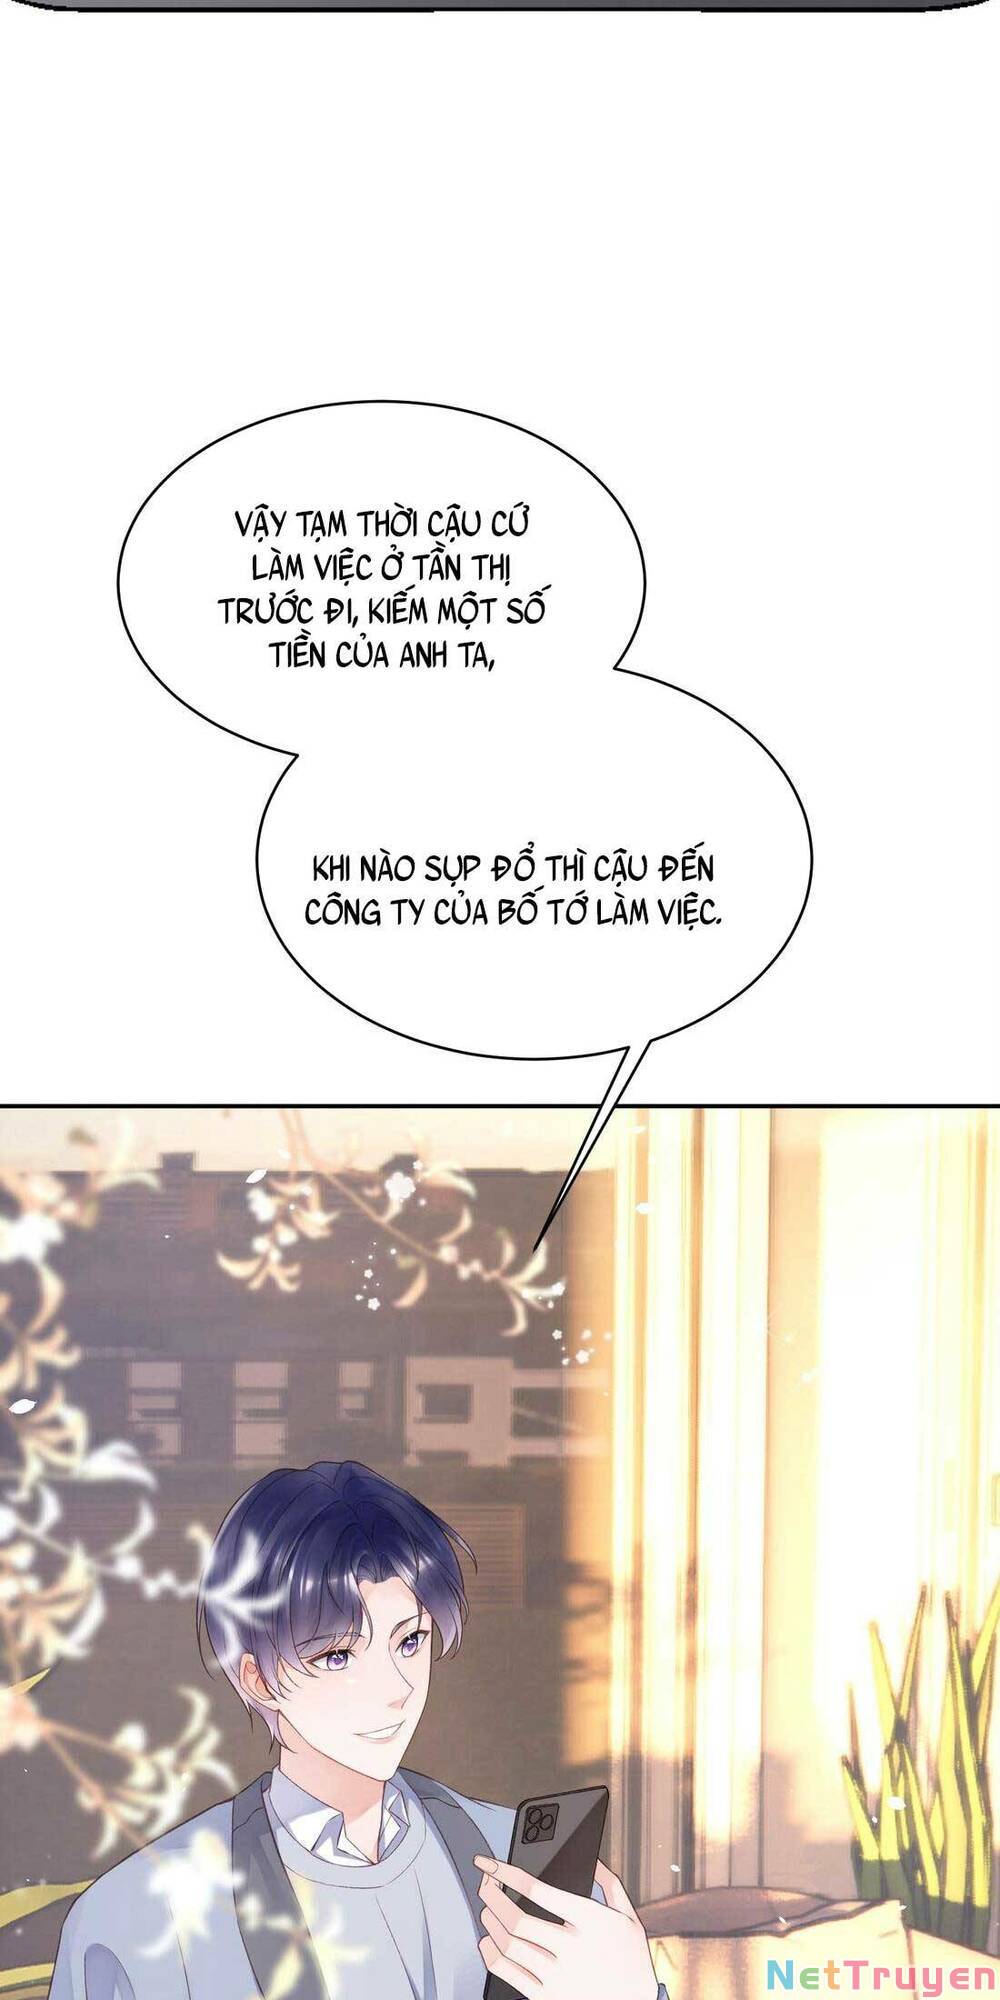 VẬY TẠM THỜI CẬU CỨ
LÀM VIỆC Ở TẦN THỊ
TRƯỚC ĐI, KIẾM MỘT SỐ
TIỀN CỦA ANH TA,
KHI NÀO SỤP ĐỔ THÌ CẬU ĐẾN
CÔNG TY CỦA BỐ TỚ LÀM VIỆC.
NETTRUYEN